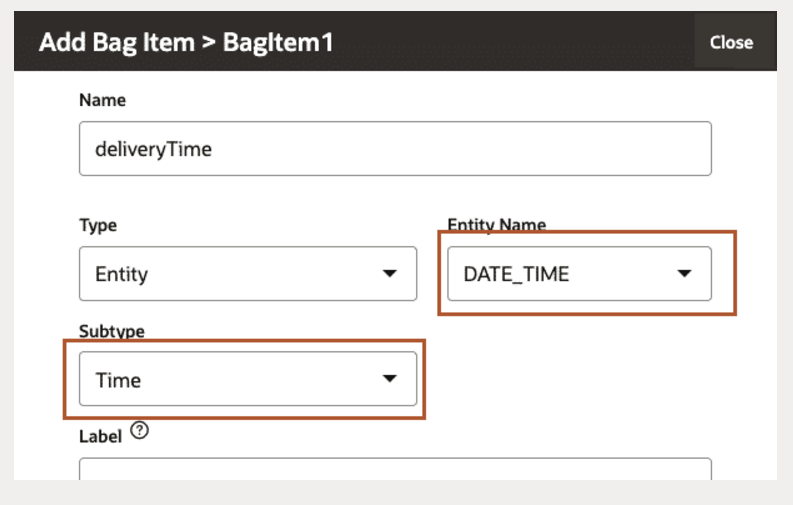 Add Bag Item > BagItem1
Close
Name
deliveryTime
Type
Entity Name
Entity
DATE_TIME
Subtype
Time
Label ?